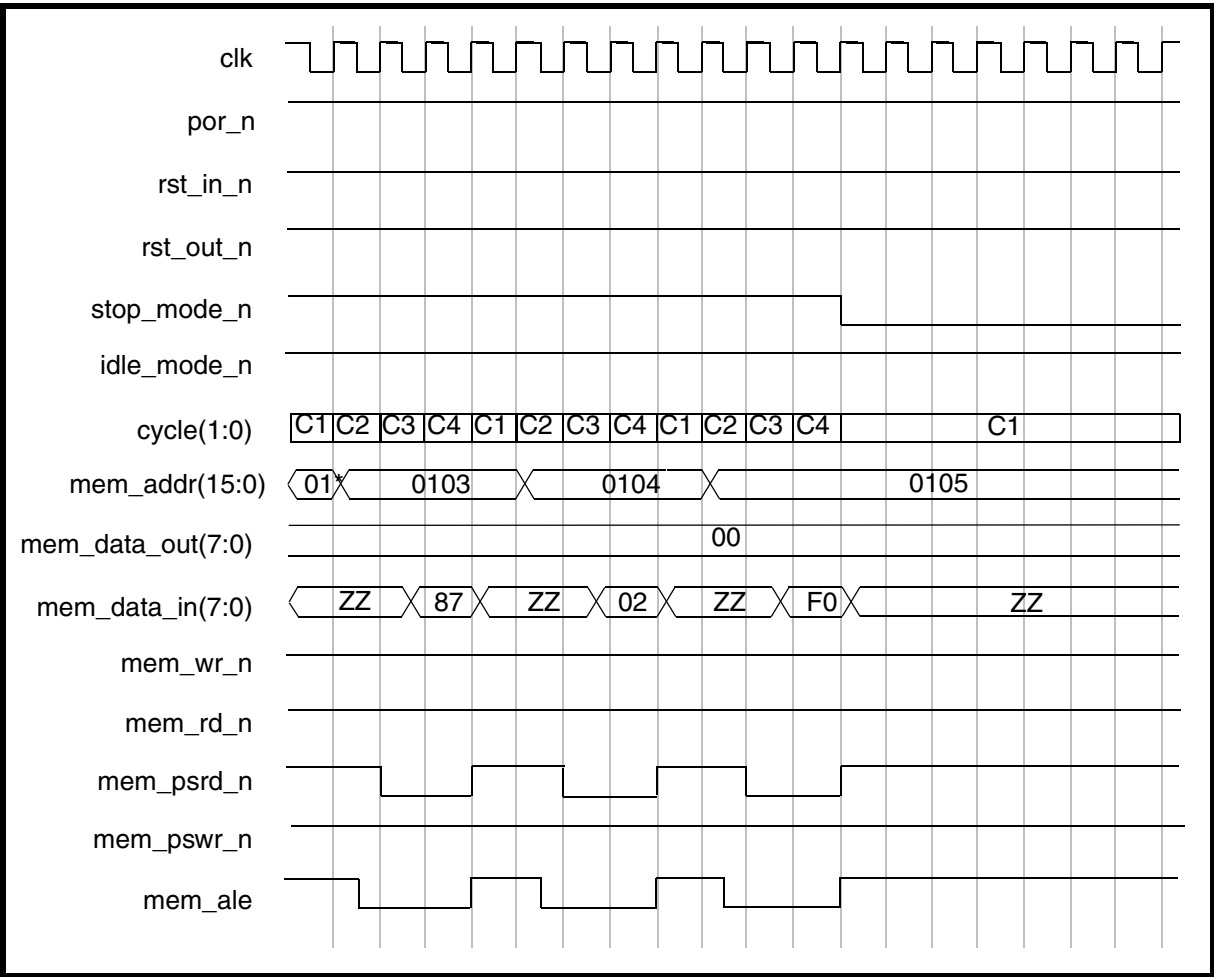 clk
por_n
rst_in_n
rst_out_n
stop_mode_n
idle_mode_n
cycle(1:0) C1 C2 C3 C4 C1 C2 C3 C4 C1 C2 C3 C4 C1
mem_addr(15:0) 01* 0103 0104 0105
mem_data_out(7:0) 00
mem_data_in(7:0) ZZ 87 ZZ 02 ZZ F0 ZZ
mem_wr_n
mem_rd_n
mem_psrd_n
mem_pswr_n
mem_ale